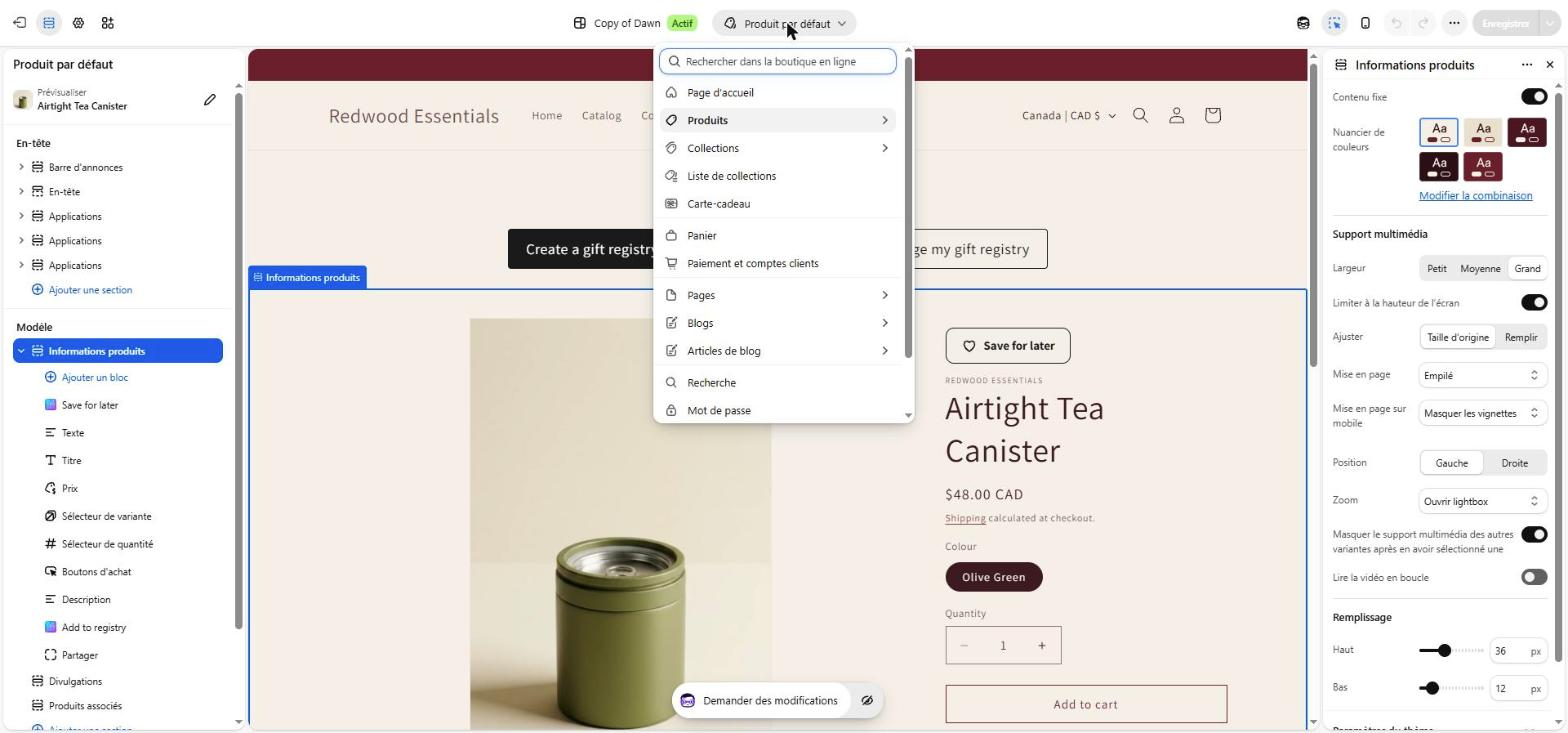 Copy of Dawn
Actif
Produit par défaut
Enregistrer
Produit par défaut
Prévisualiser
Airtight Tea Canister
En-tête
Barre d'annonces
En-tête
Applications
Applications
Applications
Ajouter une section
Modèle
Informations produits
Ajouter un bloc
Save for later
Texte
Titre
Prix
Sélecteur de variante
Sélecteur de quantité
Boutons d'achat
Description
Add to registry
Partager
Divulgations
Produits associés
Ajouter une section
Rechercher dans la boutique en ligne
Page d'accueil
Produits
Collections
Liste de collections
Carte-cadeau
Panier
Paiement et comptes clients
Pages
Blogs
Articles de blog
Recherche
Mot de passe
Redwood Essentials
Home
Catalog
Co
Canada | CAD $
Create a gift registry
ge my gift registry
Informations produits
Save for later
REDWOOD ESSENTIALS
Airtight Tea
Canister
$48.00 CAD
Shipping calculated at checkout.
Colour
Olive Green
Quantity
1
Add to cart
Demander des modifications
Informations produits
Contenu fixe
Nuancier de
couleurs
Aa
Aa
Aa
Aa
Aa
Modifier la combinaison
Support multimédia
Largeur
Petit
Moyenne
Grand
Limiter à la hauteur de l'écran
Ajuster
Taille d'origine
Remplir
Mise en page
Empilé
Mise en page sur
mobile
Masquer les vignettes
Position
Gauche
Droite
Zoom
Ouvrir lightbox
Masquer le support multimédia des autres
variantes après en avoir sélectionné une
Lire la vidéo en boucle
Remplissage
Haut
36
px
Bas
12
px
Paramètres du thème